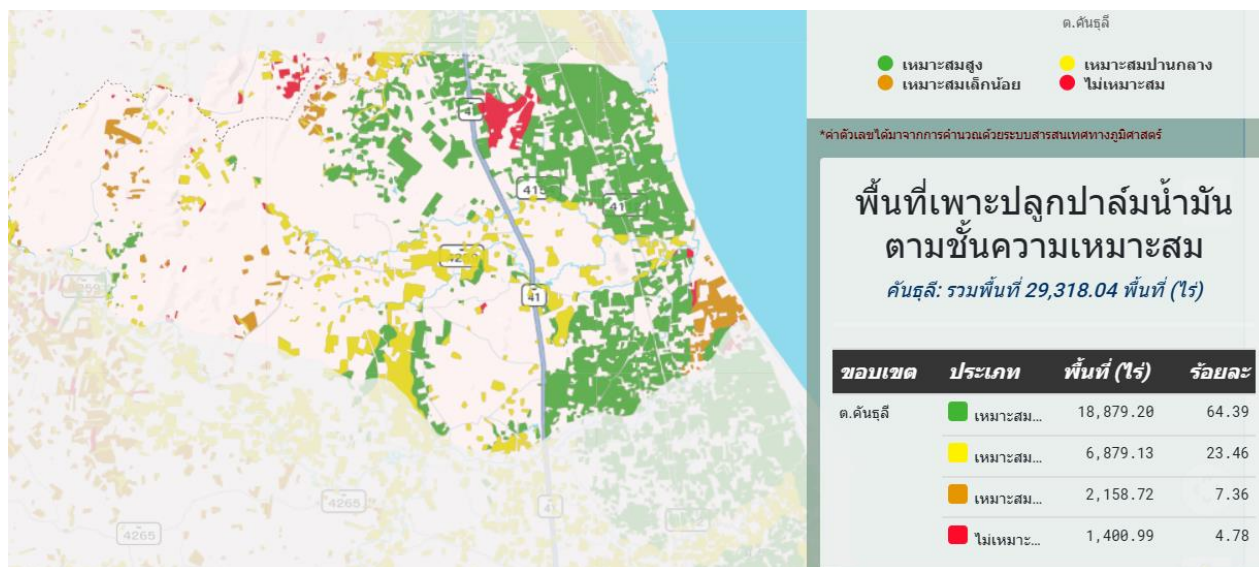 41
415
41
4262
41
4265
4265
41
ต.คันธุลี
เหมาะสมสูง
เหมาะสมปานกลาง
เหมาะสมเล็กน้อย
ไม่เหมาะสม
*ค่าตัวเลขได้มาจากการคำนวณด้วยระบบสารสนเทศทางภูมิศาสตร์
พื้นที่เพาะปลูกปาล์มน้ำมัน
ตามชั้นความเหมาะสม
คันธุลี: รวมพื้นที่ 29,318.04 พื้นที่ (ไร่)
ขอบเขต ประเภท พื้นที่ (ไร่) ร้อยละ
ต.คันธุลี เหมาะสม... 18,879.20 64.39
เหมาะสม... 6,879.13 23.46
เหมาะสม... 2,158.72 7.36
ไม่เหมาะ... 1,400.99 4.78